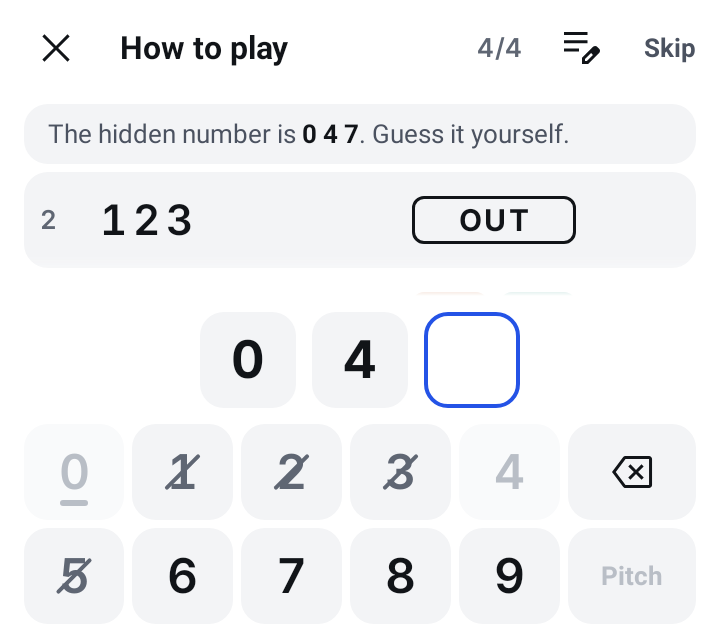 How to play 4/4 Skip
The hidden number is 0 4 7. Guess it yourself.
2 1 2 3 OUT
0 4
0 1 2 3 4
5 6 7 8 9 Pitch